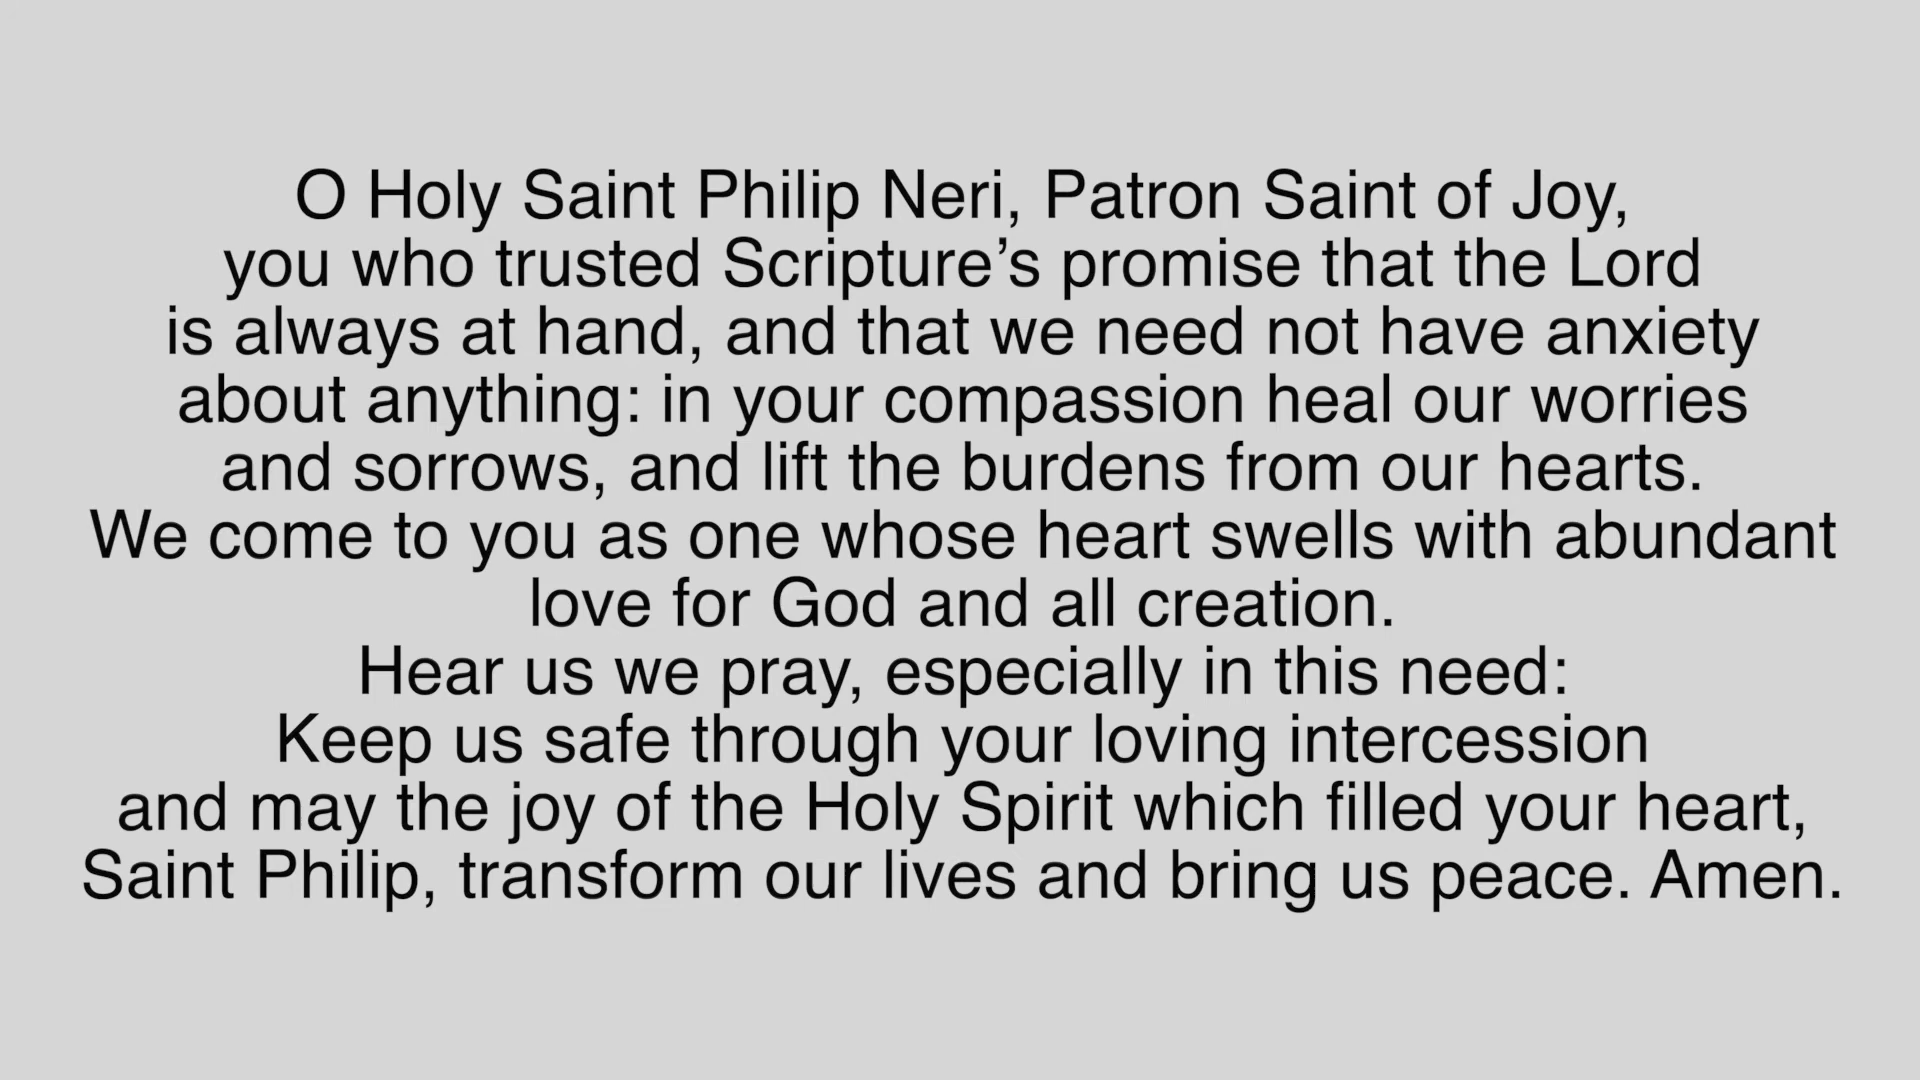 O Holy Saint Philip Neri, Patron Saint of Joy,
you who trusted Scripture’s promise that the Lord
is always at hand, and that we need not have anxiety
about anything: in your compassion heal our worries
and sorrows, and lift the burdens from our hearts.
We come to you as one whose heart swells with abundant
love for God and all creation.
Hear us we pray, especially in this need:
Keep us safe through your loving intercession
and may the joy of the Holy Spirit which filled your heart,
Saint Philip, transform our lives and bring us peace. Amen.